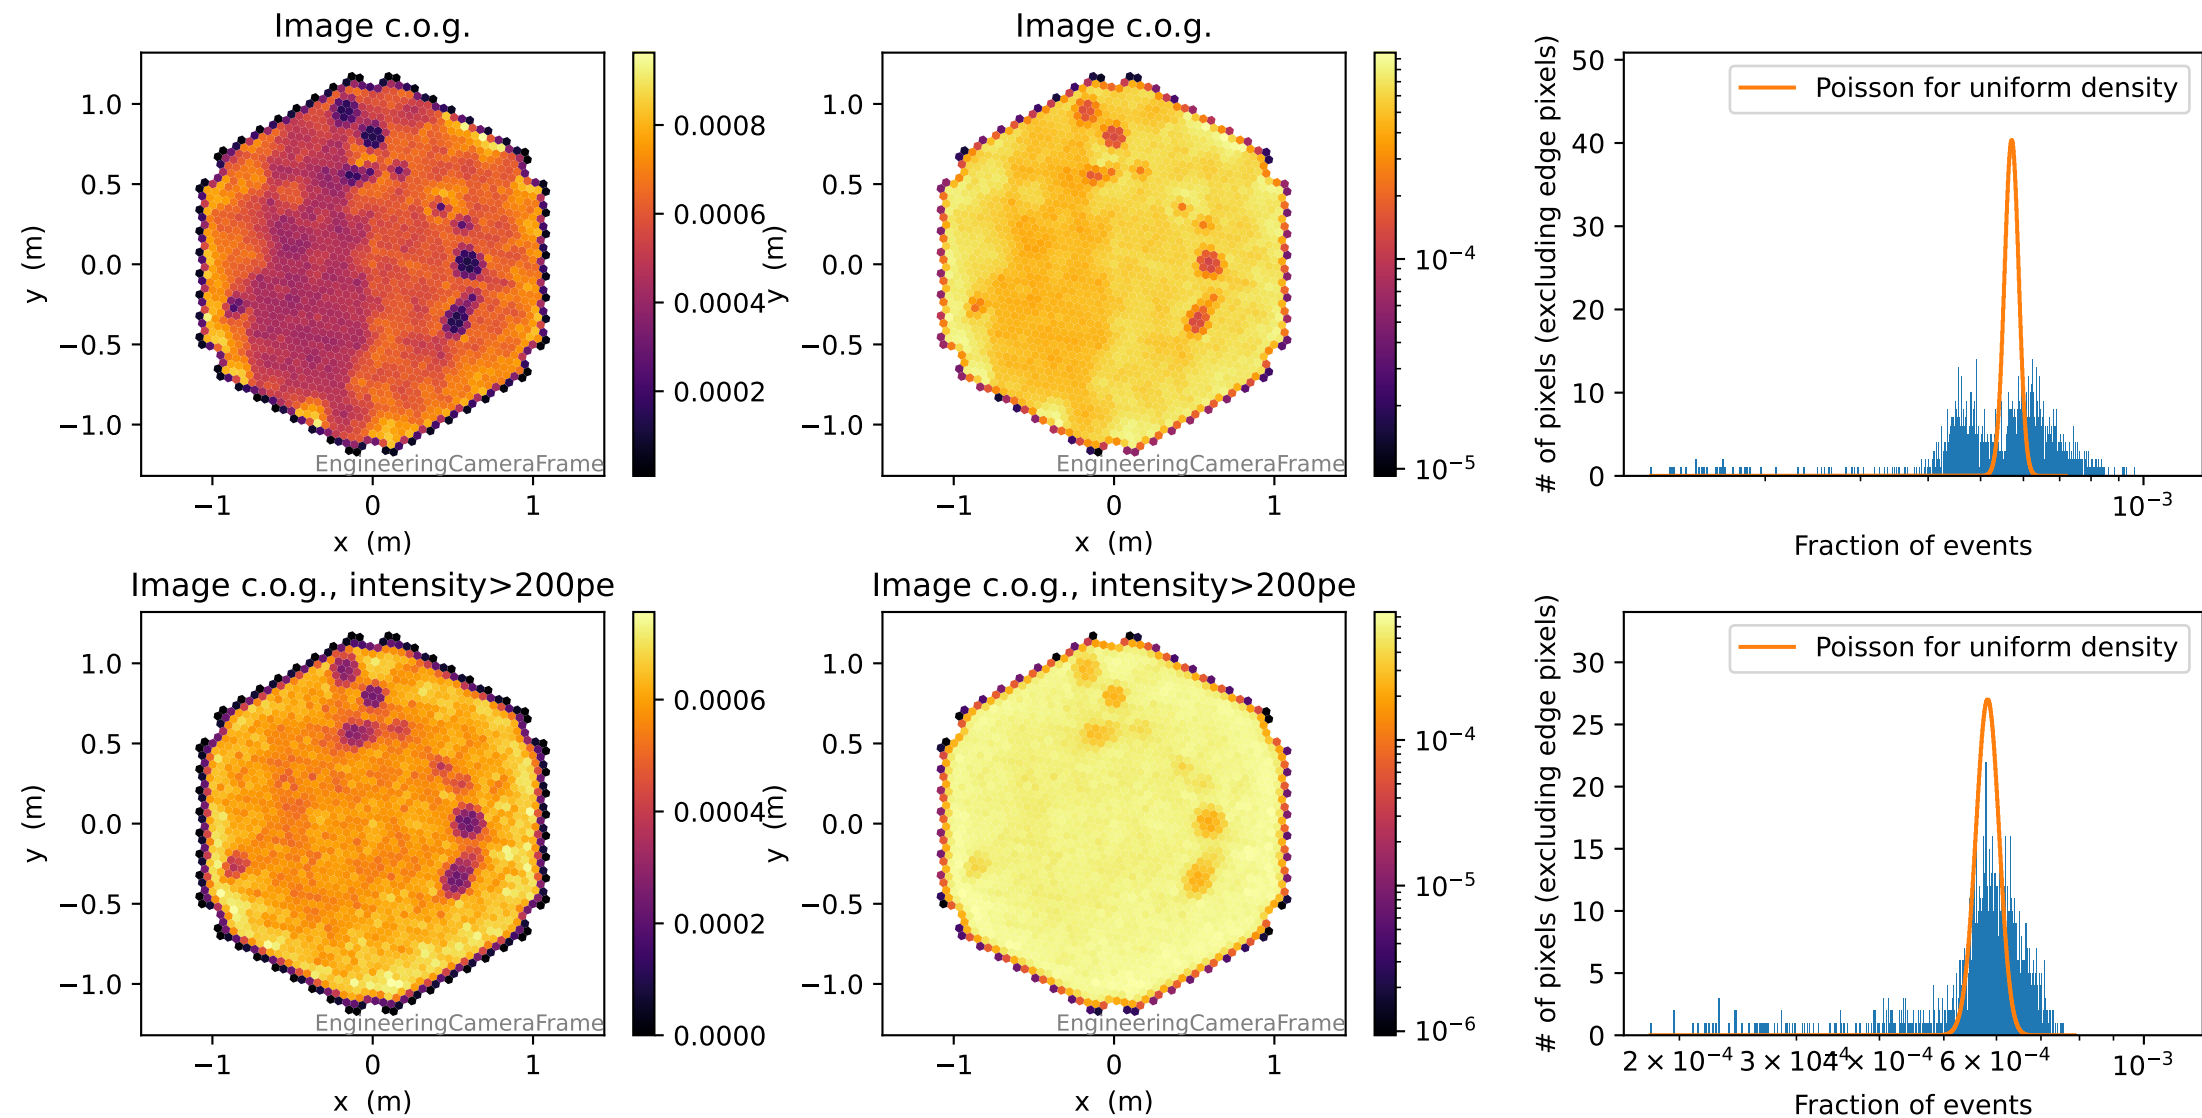 Image c.o.g.
1.0
0.5
0.0
−0.5
−1.0
y (m)
−1 0 1
x (m)
EngineeringCameraFrame
0.0008
0.0006
0.0004
0.0002
Image c.o.g.
1.0
0.5
0.0
−0.5
−1.0
y (m)
−1 0 1
x (m)
EngineeringCameraFrame
10⁻⁴
10⁻⁵
Poisson for uniform density
50
40
30
20
10
0
# of pixels (excluding edge pixels)
10⁻³
Fraction of events
Image c.o.g., intensity>200pe
1.0
0.5
0.0
−0.5
−1.0
y (m)
−1 0 1
x (m)
EngineeringCameraFrame
0.0006
0.0004
0.0002
0.0000
Image c.o.g., intensity>200pe
1.0
0.5
0.0
−0.5
−1.0
y (m)
−1 0 1
x (m)
EngineeringCameraFrame
10⁻⁴
10⁻⁵
10⁻⁶
Poisson for uniform density
30
25
20
15
10
5
0
# of pixels (excluding edge pixels)
2 × 10⁻⁴ 3 × 10⁻⁴ 4 × 10⁻⁴ 6 × 10⁻⁴ 10⁻³
Fraction of events